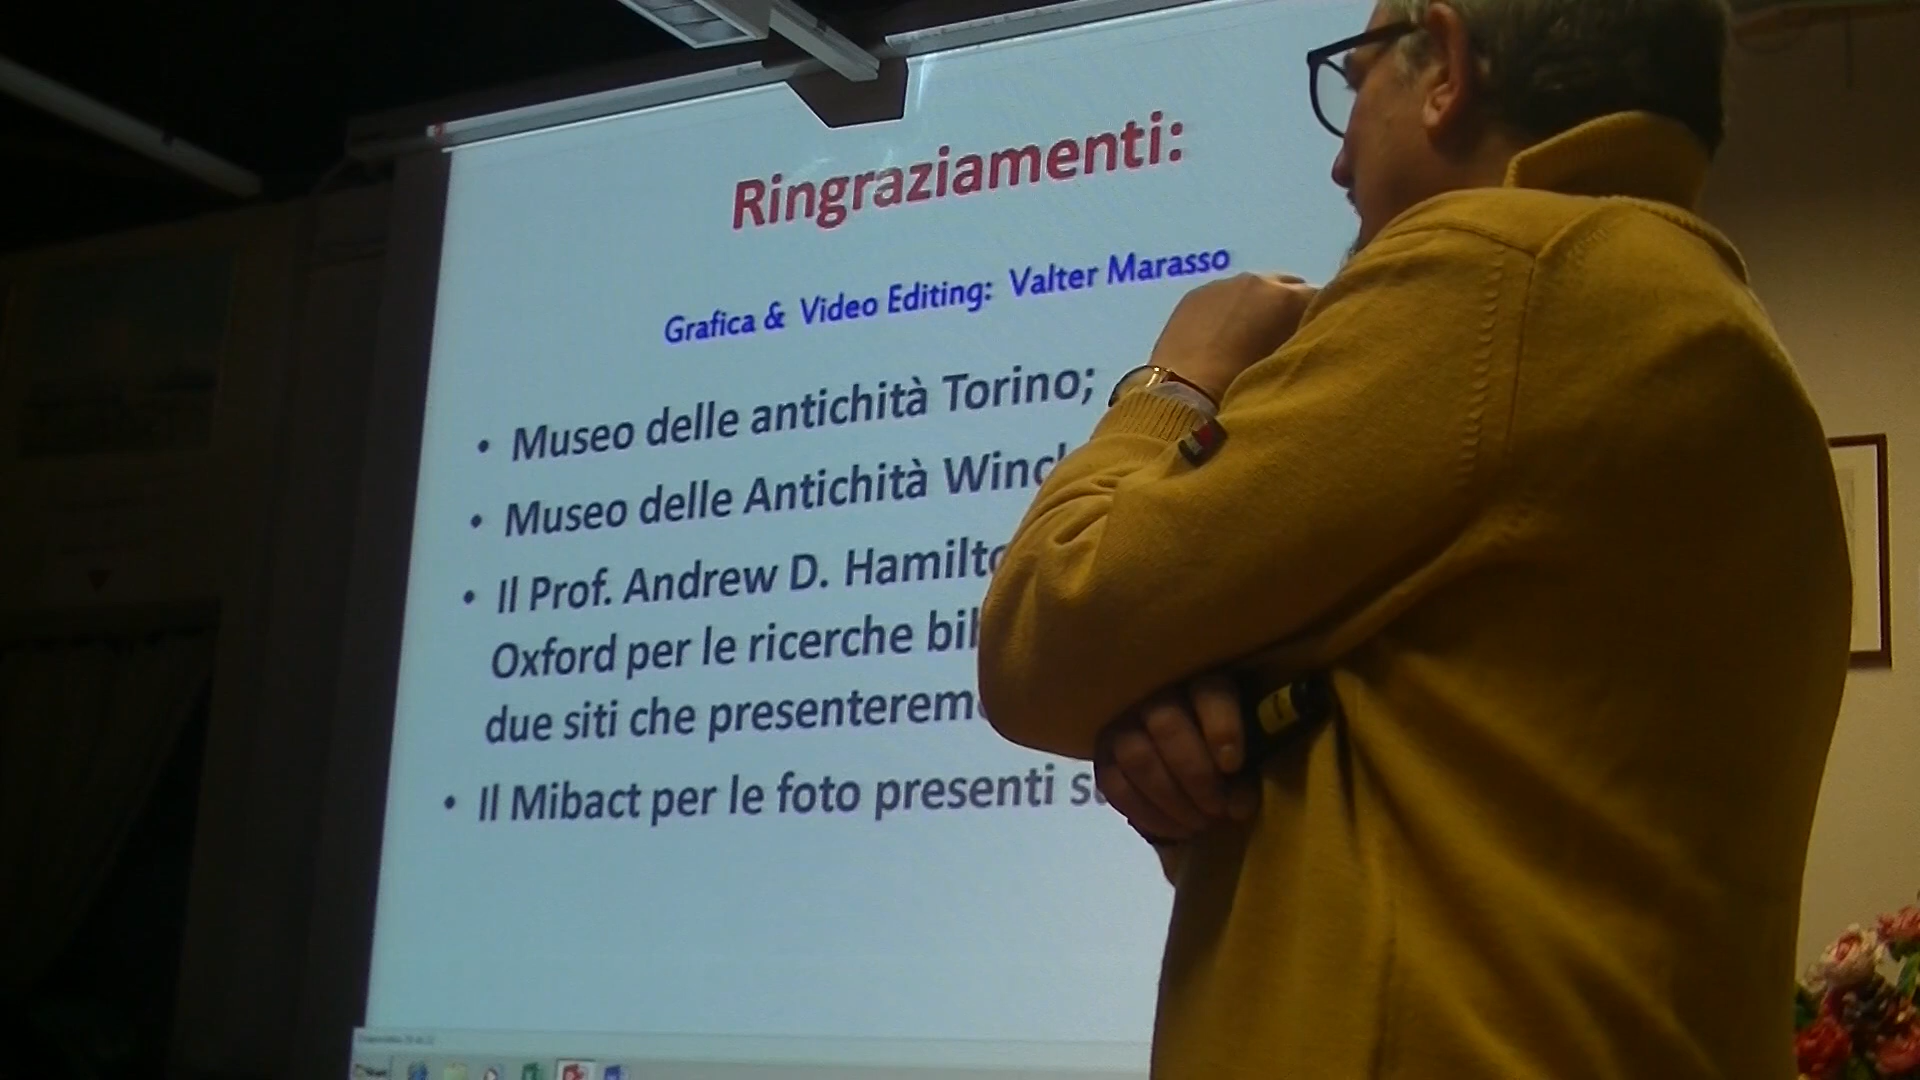 Ringraziamenti:
Grafica & Video Editing: Valter Marasso
• Museo delle antichità Torino;
• Museo delle Antichità
• Il Prof. Andrew D.
Oxford per le ricerche
due siti che
• Il Mibact per le foto presenti